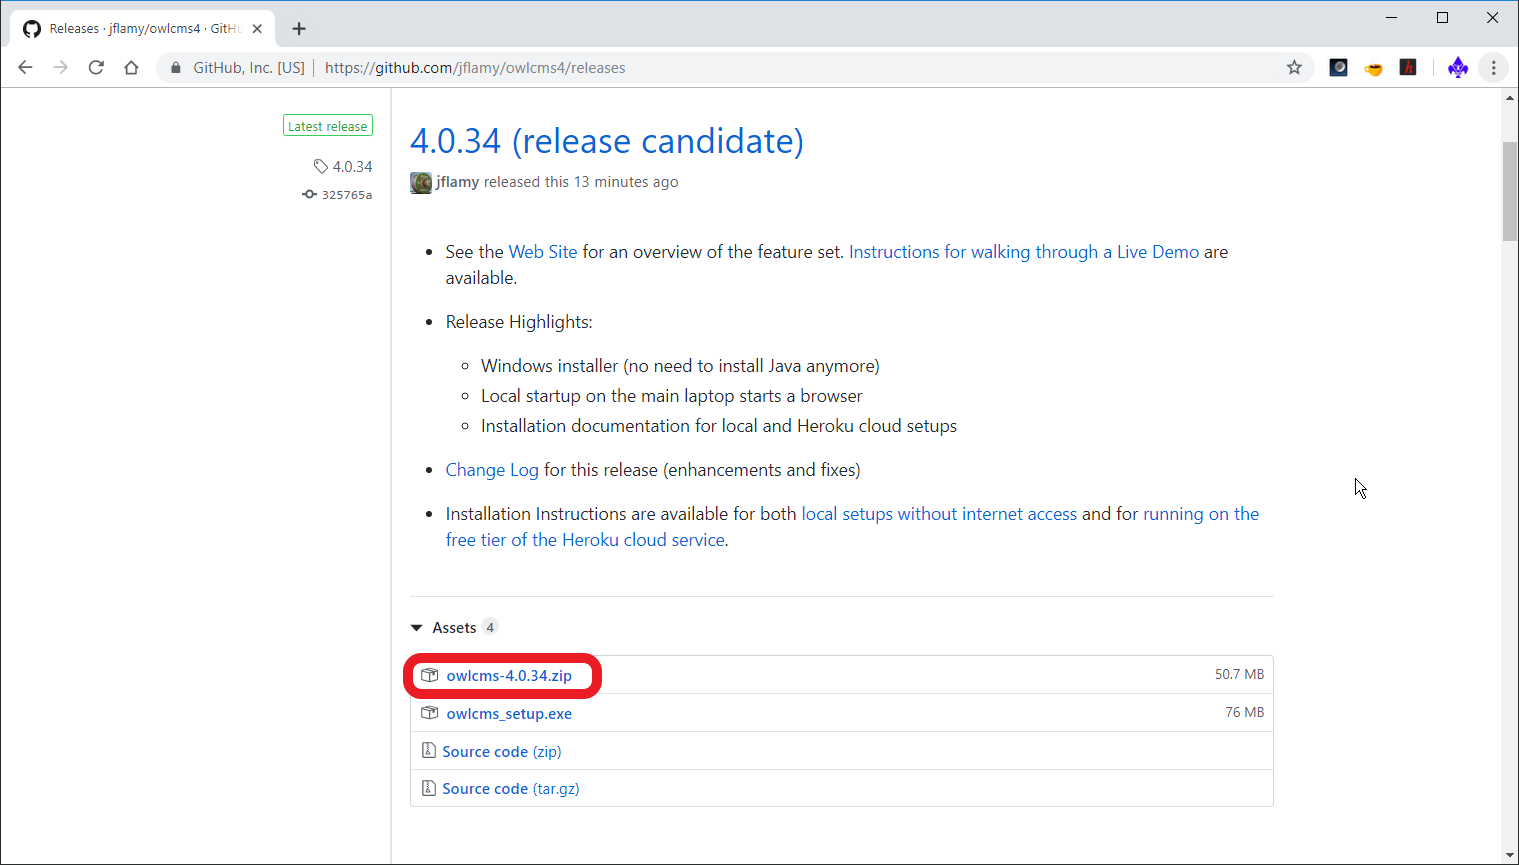 Releases · jflamy/owlcms4 · GitHu
GitHub, Inc. [US] | https://github.com/jflamy/owlcms4/releases
Latest release
4.0.34
325765a
4.0.34 (release candidate)
jflamy released this 13 minutes ago
• See the Web Site for an overview of the feature set. Instructions for walking through a Live Demo are
available.
• Release Highlights:
◦ Windows installer (no need to install Java anymore)
◦ Local startup on the main laptop starts a browser
◦ Installation documentation for local and Heroku cloud setups
• Change Log for this release (enhancements and fixes)
• Installation Instructions are available for both local setups without internet access and for running on the
free tier of the Heroku cloud service.
Assets 4
owlcms-4.0.34.zip 50.7 MB
owlcms_setup.exe 76 MB
Source code (zip)
Source code (tar.gz)